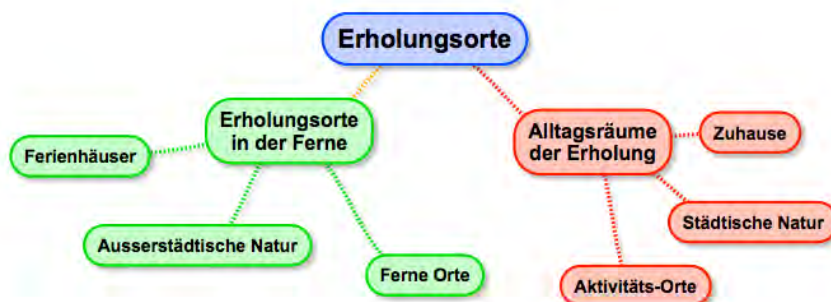 Erholungsorte
Erholungsorte
in der Ferne
Ferienhäuser
Ausserstädtische Natur
Ferne Orte
Alltagsräume
der Erholung
Zuhause
Städtische Natur
Aktivitäts-Orte